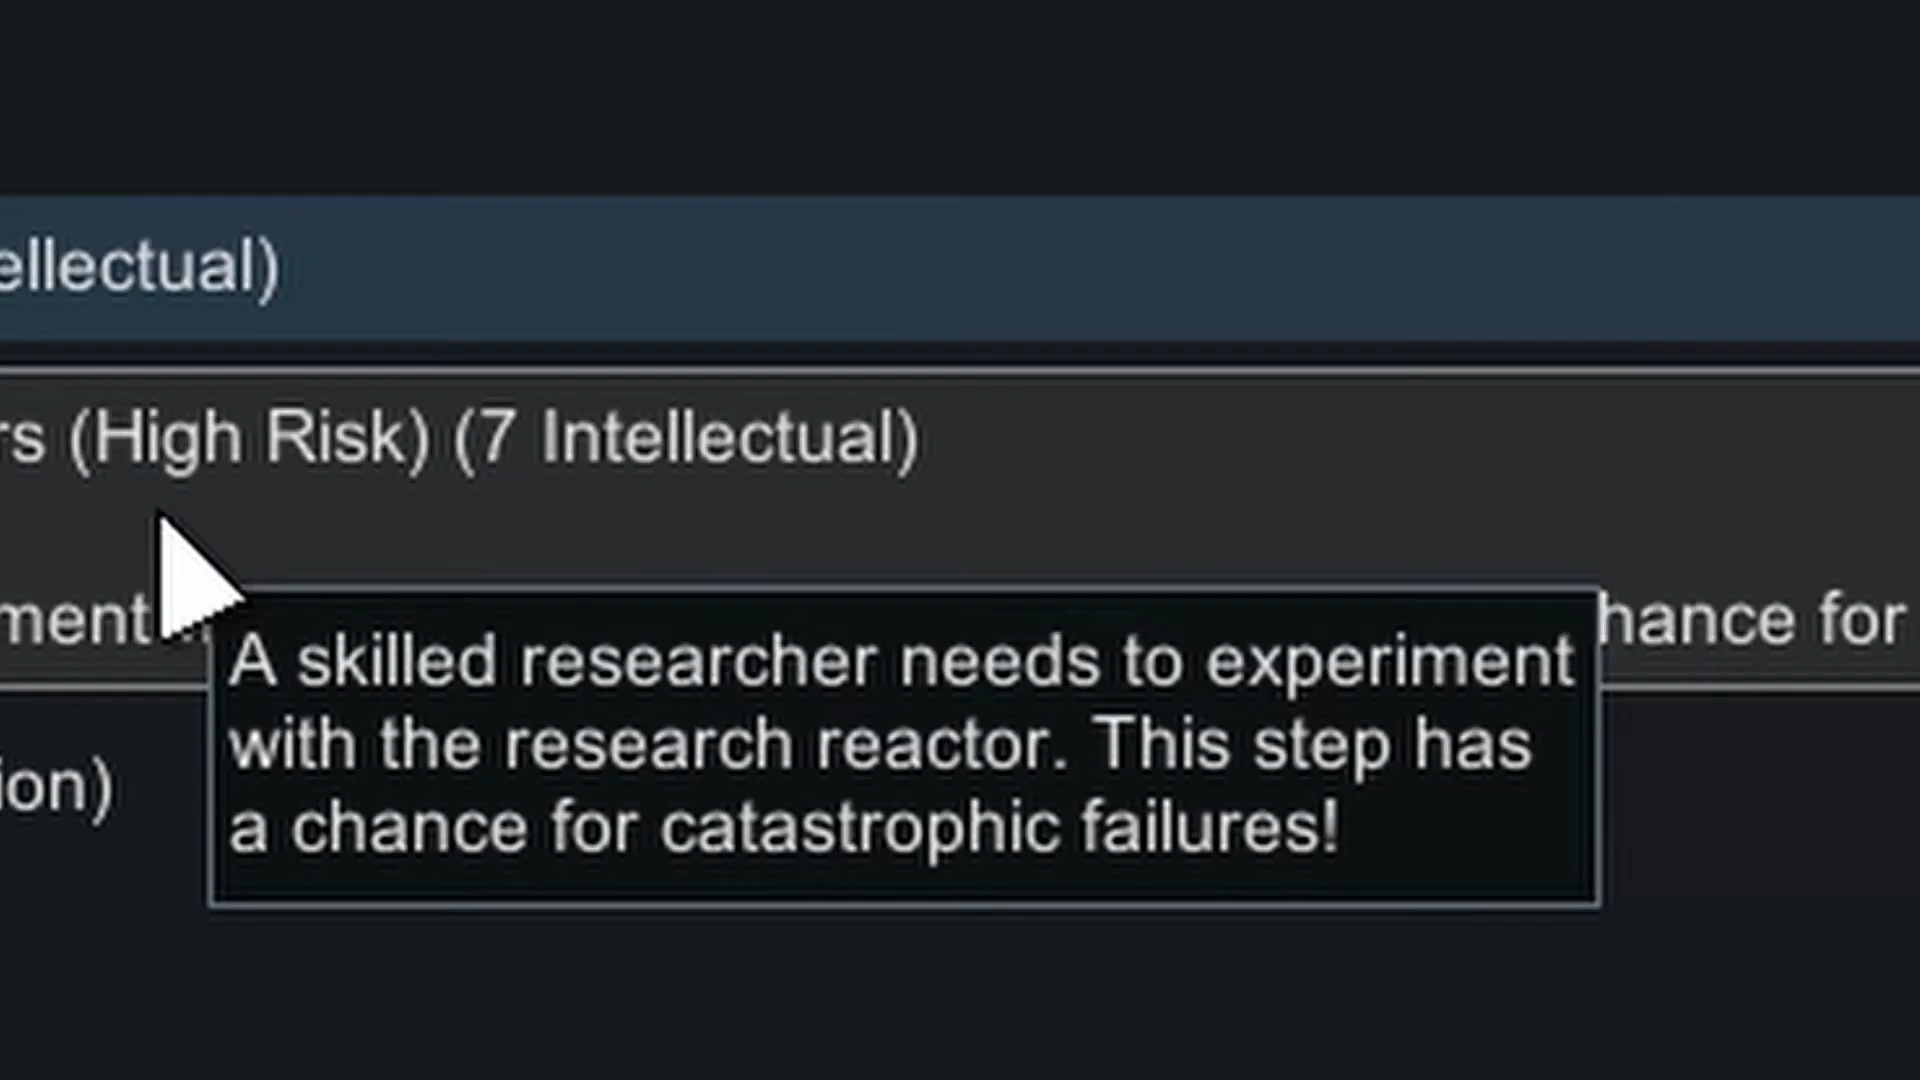 ellectual)
rs (High Risk) (7 Intellectual)
ment
hance for
A skilled researcher needs to experiment
with the research reactor. This step has
a chance for catastrophic failures!
ion)